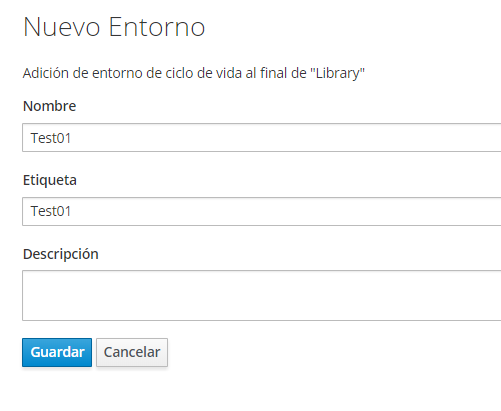 Nuevo Entorno
Adición de entorno de ciclo de vida al final de "Library"
Nombre
Test01
Etiqueta
Test01
Descripción
Guardar Cancelar